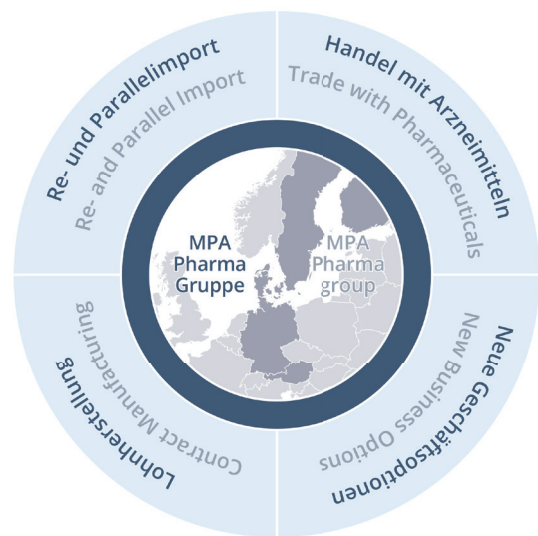 Re- und Parallelimport
Re- and Parallel Import
Handel mit Arzneimitteln
Trade with Pharmaceuticals
MPA
Pharma
Gruppe
MPA
Pharma
group
Lohnherstellung
Contract Manufacturing
Neue Geschäftsoptionen
New Business Options